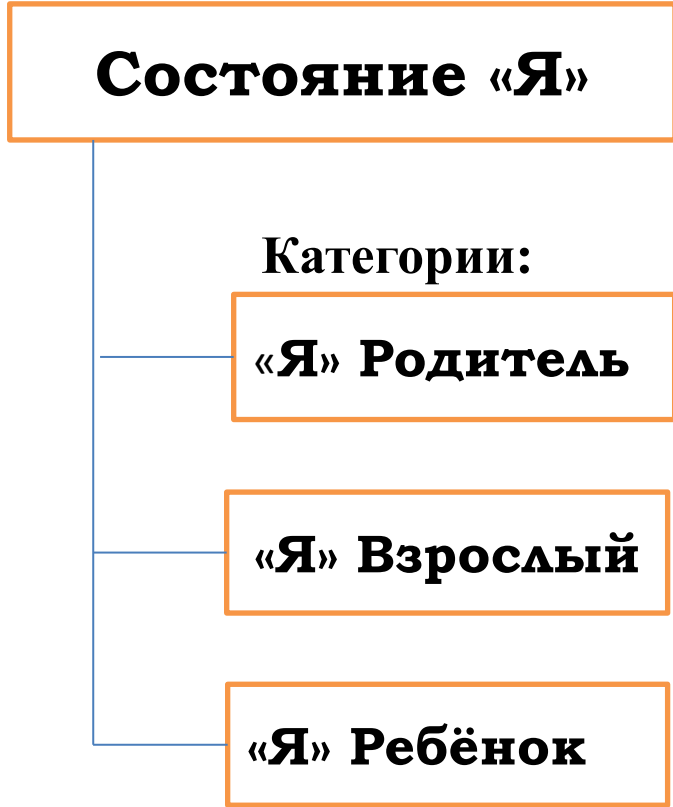 Состояние «Я»
Категории:
«Я» Родитель
«Я» Взрослый
«Я» Ребёнок